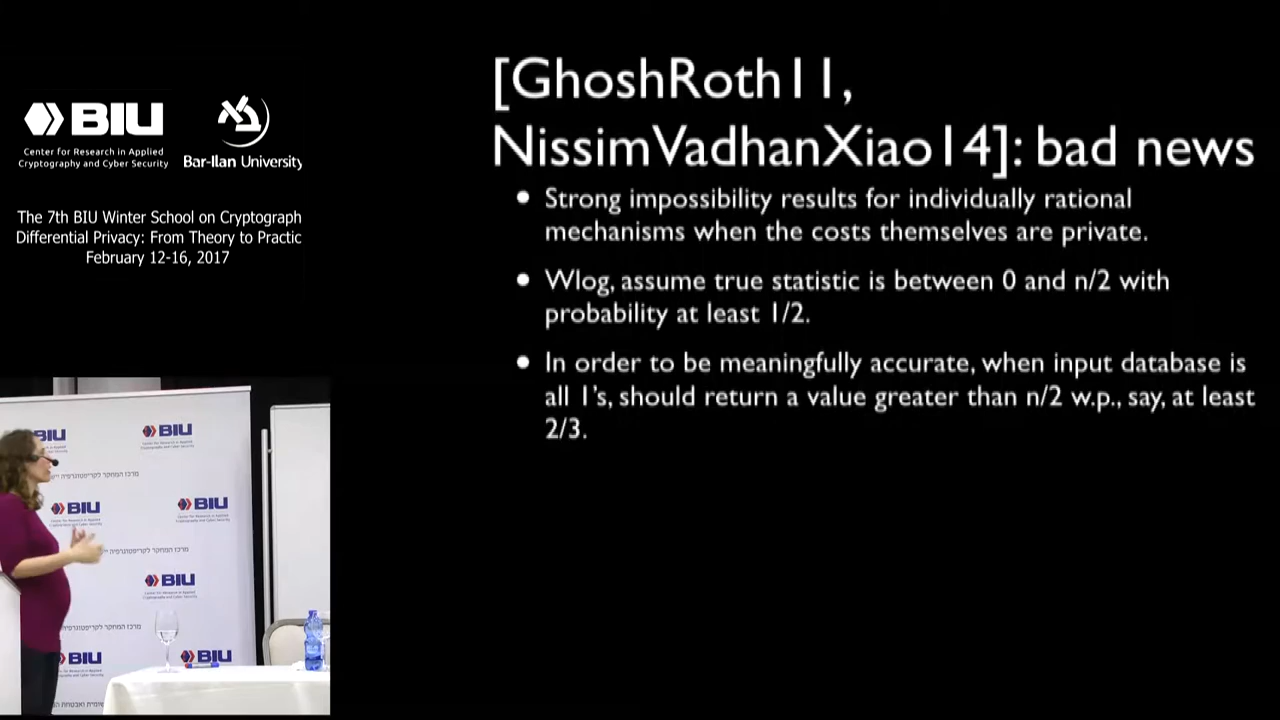 [GhoshRoth11,
NissimVadhanXiao14]: bad news
• Strong impossibility results for individually rational
mechanisms when the costs themselves are private.
• Wlog, assume true statistic is between 0 and n/2 with
probability at least 1/2.
• In order to be meaningfully accurate, when input database is
all 1's, should return a value greater than n/2 w.p., say, at least
2/3.
BIU
Center for Research in Applied
Cryptography and Cyber Security
Bar-Ilan University
The 7th BIU Winter School on Cryptograph
Differential Privacy: From Theory to Practic
February 12-16, 2017
BIU
BIU
BIU
BIU
BIU
BIU
BIU